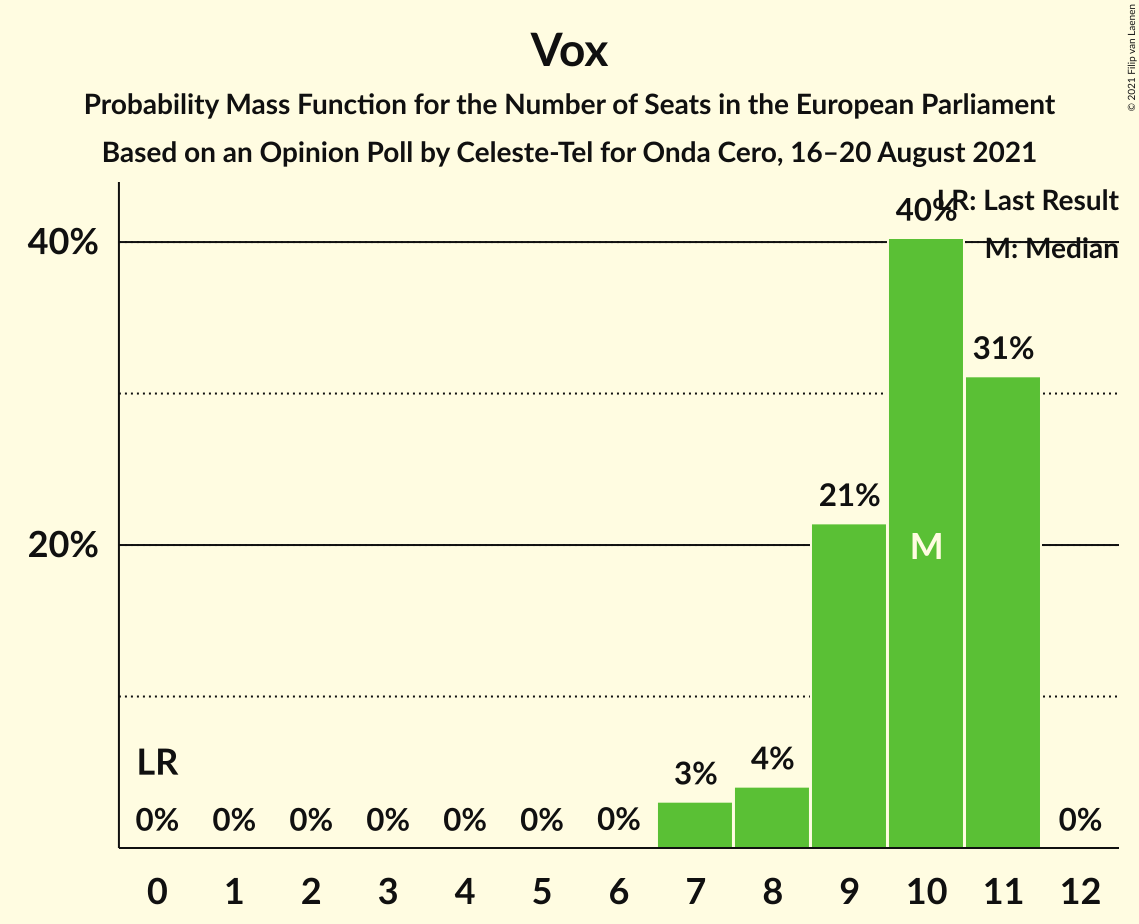 Vox
Probability Mass Function for the Number of Seats in the European Parliament
Based on an Opinion Poll by Celeste-Tel for Onda Cero, 16–20 August 2021
© 2021 Filip van Laenen
LR: Last Result
M: Median
40%
20%
LR
0% 0% 0% 0% 0% 0% 0% 3% 4% 21% 40% 31% 0%
M
0 1 2 3 4 5 6 7 8 9 10 11 12